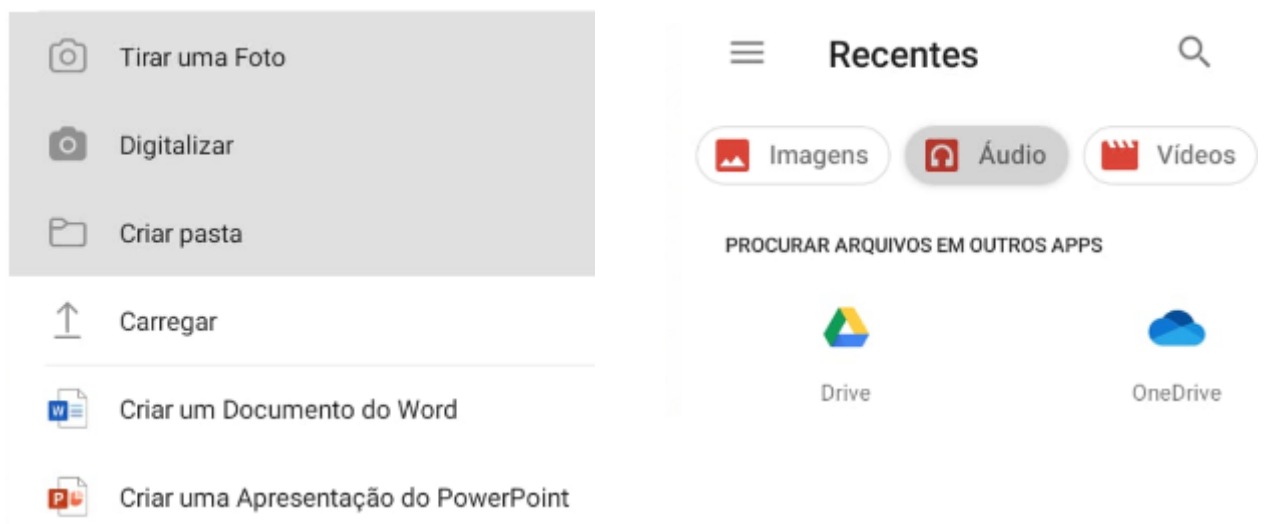 Tirar uma Foto
Digitalizar
Criar pasta
Carregar
W
Criar um Documento do Word
P
Criar uma Apresentação do PowerPoint
Recentes
Imagens
Áudio
Vídeos
PROCURAR ARQUIVOS EM OUTROS APPS
Drive
OneDrive